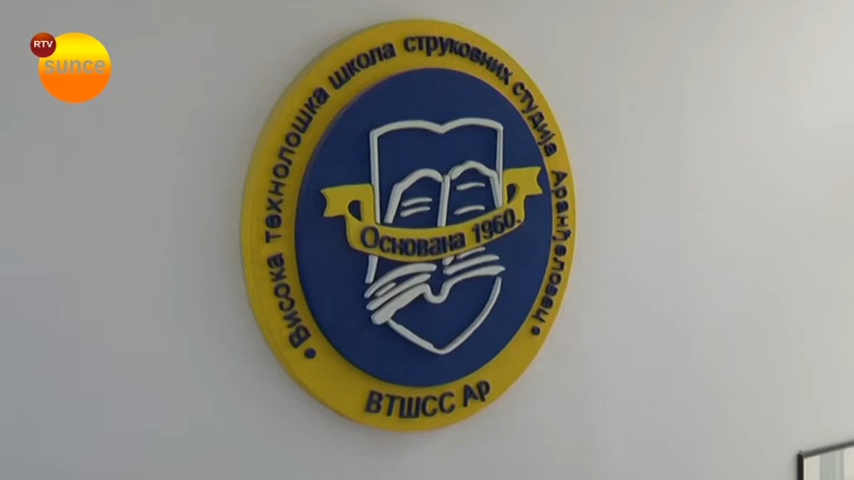 RTV
sunce
• Висока технолошка школа струковних студија Аранђеловац •
Основана 1960.
ВТШСС Ар